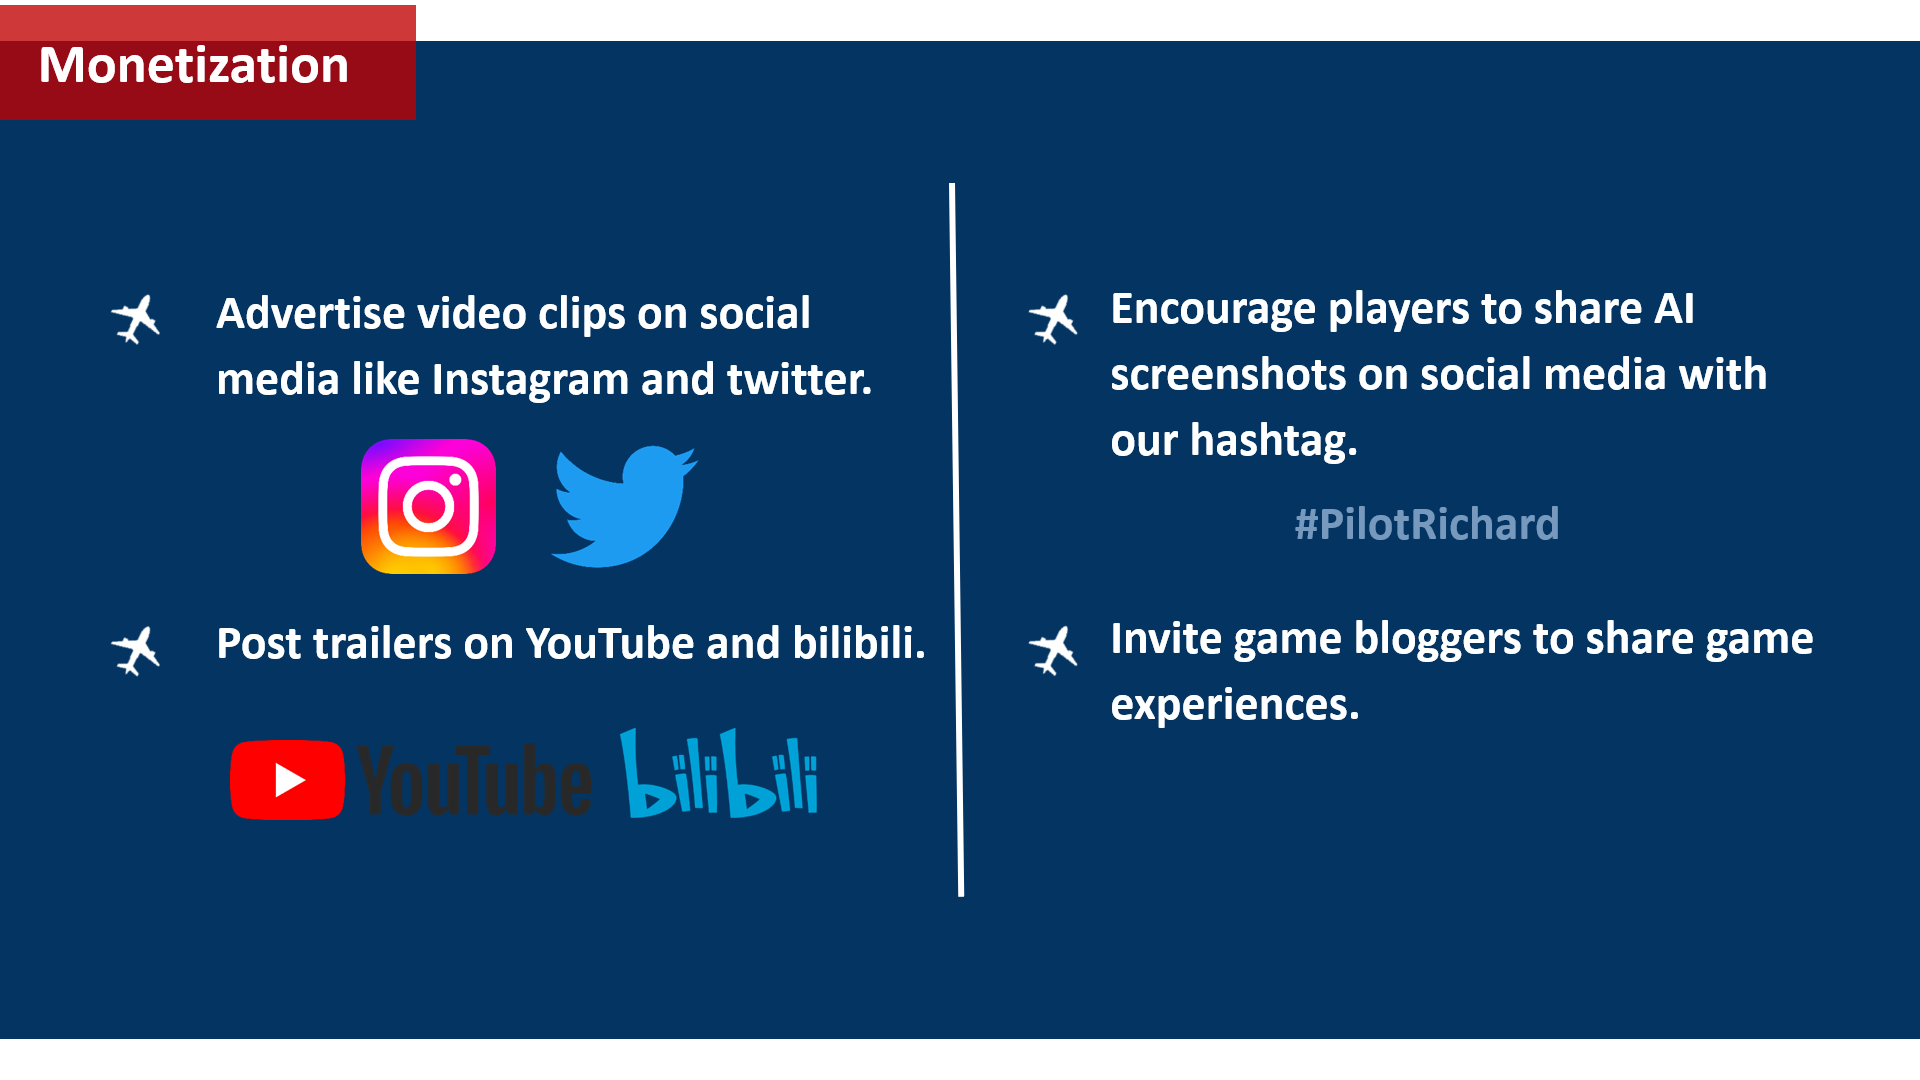 Monetization
Advertise video clips on social
media like Instagram and twitter.
Post trailers on YouTube and bilibili.
YouTube
bilibili
Encourage players to share AI
screenshots on social media with
our hashtag.
#PilotRichard
Invite game bloggers to share game
experiences.